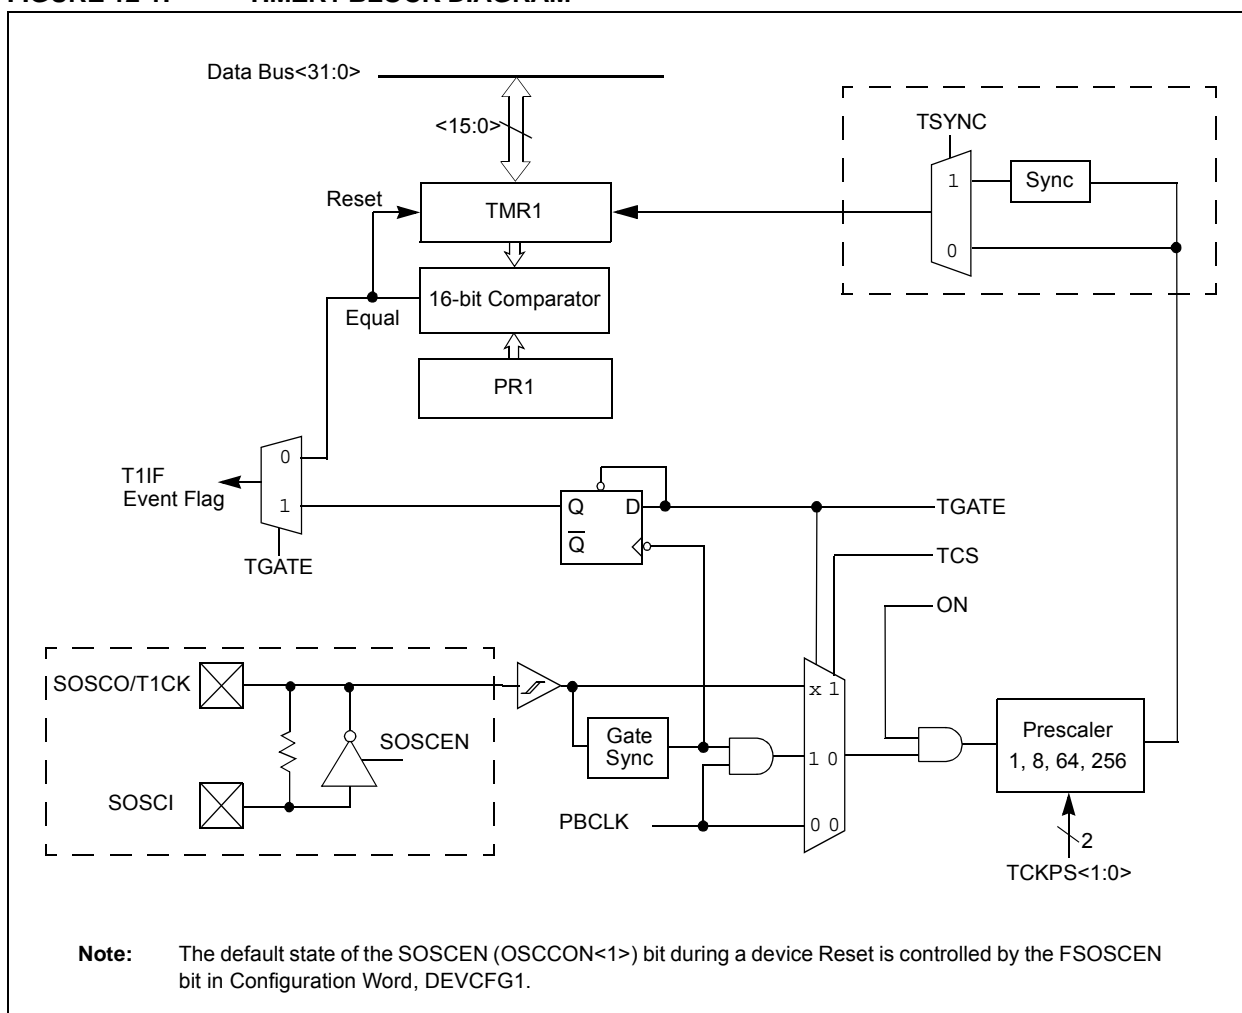 Data Bus<31:0>
<15:0>
TSYNC
1
Sync
Reset
TMR1
0
16-bit Comparator
Equal
PR1
0
T1IF
Event Flag
1
Q D
TGATE
Q
TGATE
TCS
ON
SOSCO/T1CK
x 1
SOSCEN
Gate
Sync
1 0
Prescaler
1, 8, 64, 256
SOSCI
PBCLK
0 0
2
TCKPS<1:0>
Note: The default state of the SOSCEN (OSCCON<1>) bit during a device Reset is controlled by the FSOSCEN
bit in Configuration Word, DEVCFG1.